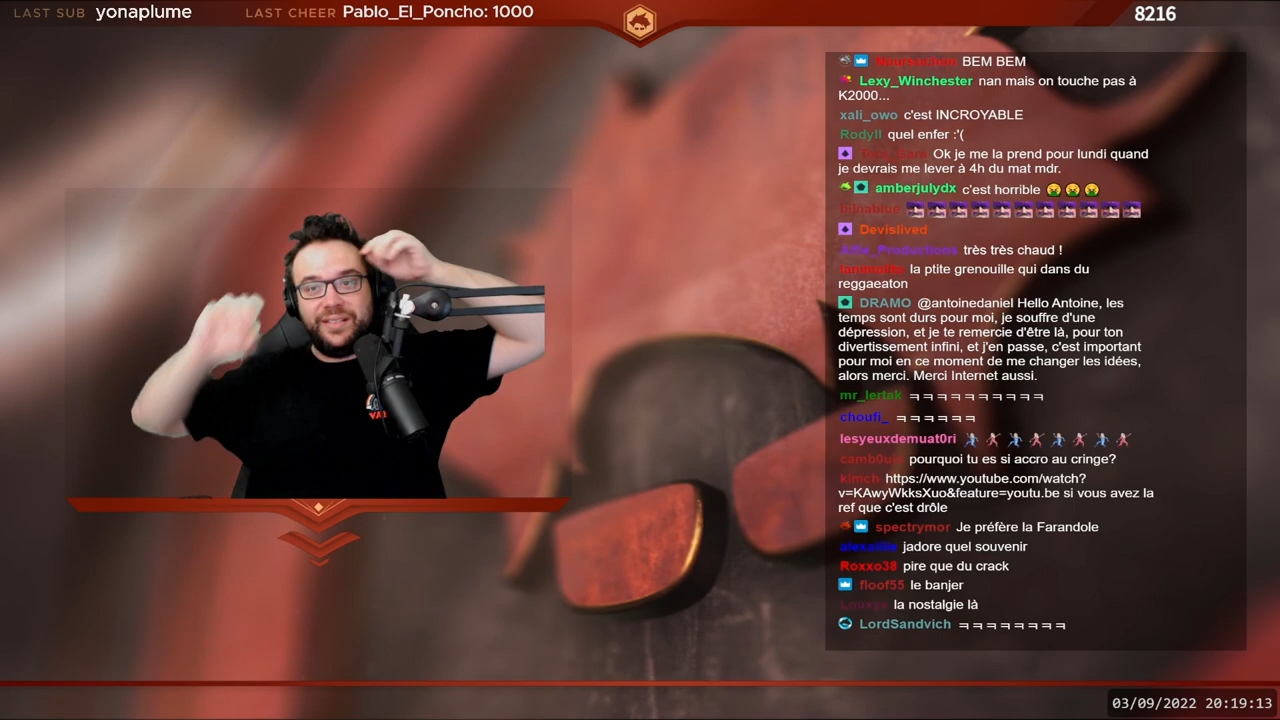 LAST SUB yonaplume LAST CHEER Pablo_El_Poncho: 1000
8216
BEM BEM
Lexy_Winchester nan mais on touche pas à
K2000...
xali_owo c'est INCROYABLE
Rodyll quel enfer :'(
Ok je me la prend pour lundi quand
je devrais me lever à 4h du mat mdr.
amberjulydx c'est horrible 🤮 🤮 🤮
Devislived
très très chaud !
la ptite grenouille qui dans du
reggaeaton
DRAMO @antoinedaniel Hello Antoine, les
temps sont durs pour moi, je souffre d'une
dépression, et je te remercie d'être là, pour ton
divertissement infini, et j'en passe, c'est important
pour moi en ce moment de me changer les idées,
alors merci. Merci Internet aussi.
mr_lertak ㅋㅋㅋㅋㅋㅋㅋㅋㅋㅋ
choufi_ ㅋㅋㅋㅋㅋㅋ
lesyeuxdemuat0ri
pourquoi tu es si accro au cringe?
kimch https://www.youtube.com/watch?
v=KAwyWkksXuo&feature=youtu.be si vous avez la
ref que c'est drôle
spectrymor Je préfère la Farandole
jadore quel souvenir
Roxxo38 pire que du crack
floof55 le banjer
la nostalgie là
LordSandvich ㅋㅋㅋㅋㅋㅋㅋㅋ
03/09/2022 20:19:13